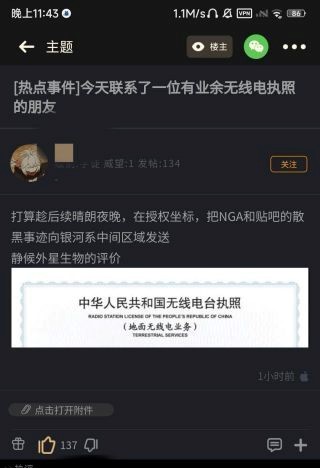 晚上11:43
1.1M/s
VPN
86
主题
楼主
[热点事件]今天联系了一位有业余无线电执照
的朋友
威望:1 发帖:134
关注
打算趁后续晴朗夜晚，在授权坐标，把NGA和贴吧的散
黑事迹向银河系中间区域发送
静候外星生物的评价
中华人民共和国无线电台执照
RADIO STATION LICENSE OF THE PEOPLE'S REPUBLIC OF CHINA
（地面无线电业务）
TERRESTRIAL SERVICES
1小时前
点击打开附件
137